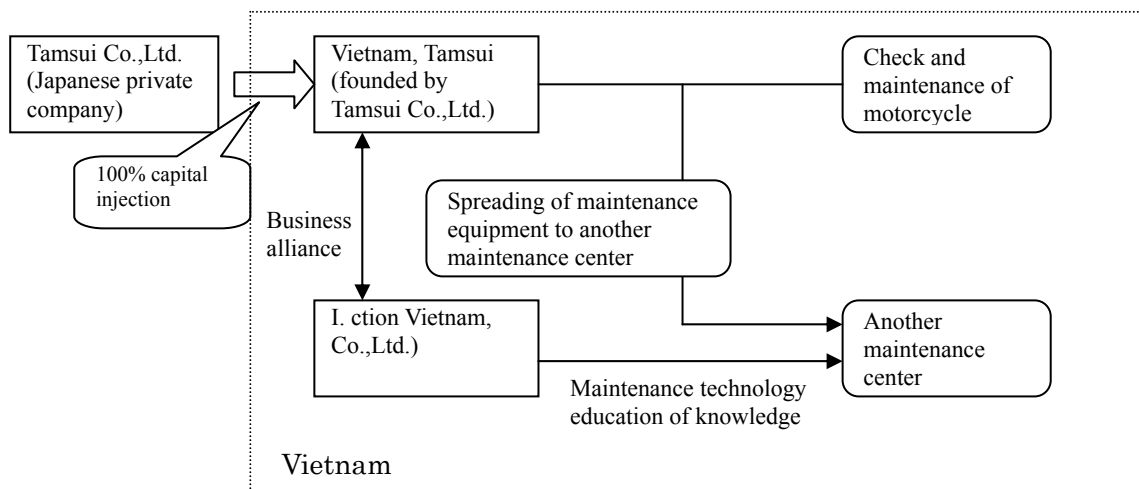 Tamsui Co.,Ltd.
(Japanese private
company)
Vietnam, Tamsui
(founded by
Tamsui Co.,Ltd.)
Check and
maintenance of
motorcycle
100% capital
injection
Business
alliance
Spreading of maintenance
equipment to another
maintenance center
I. ction Vietnam,
Co.,Ltd.)
Another
maintenance
center
Maintenance technology
education of knowledge
Vietnam